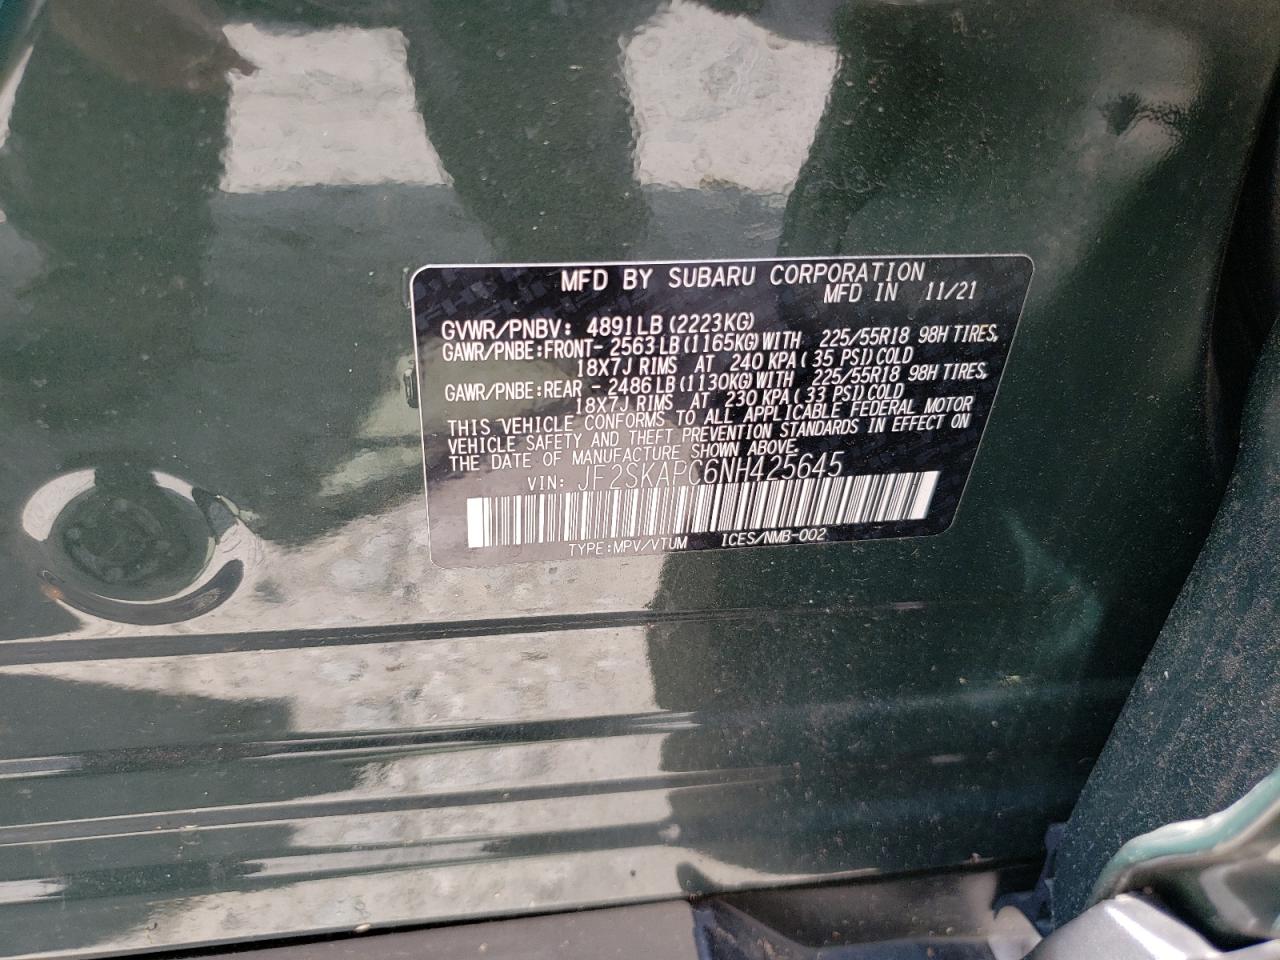 MFD BY SUBARU CORPORATION
MFD IN 11/21
GVWR/PNBV: 4891LB(2223KG)
GAWR/PNBE:FRONT- 2563LB(1165KG)WITH 225/55R18 98H TIRES,
18X7J RIMS AT 240 KPA(35 PSI)COLD
GAWR/PNBE:REAR - 2486LB(1130KG)WITH 225/55R18 98H TIRES,
18X7J RIMS AT 230 KPA(33 PSI)COLD
THIS VEHICLE CONFORMS TO ALL APPLICABLE FEDERAL MOTOR
VEHICLE SAFETY AND THEFT PREVENTION STANDARDS IN EFFECT ON
THE DATE OF MANUFACTURE SHOWN ABOVE.
VIN: JF2SKAPC6NH425645
TYPE:MPV/VTUM ICES/NMB-002